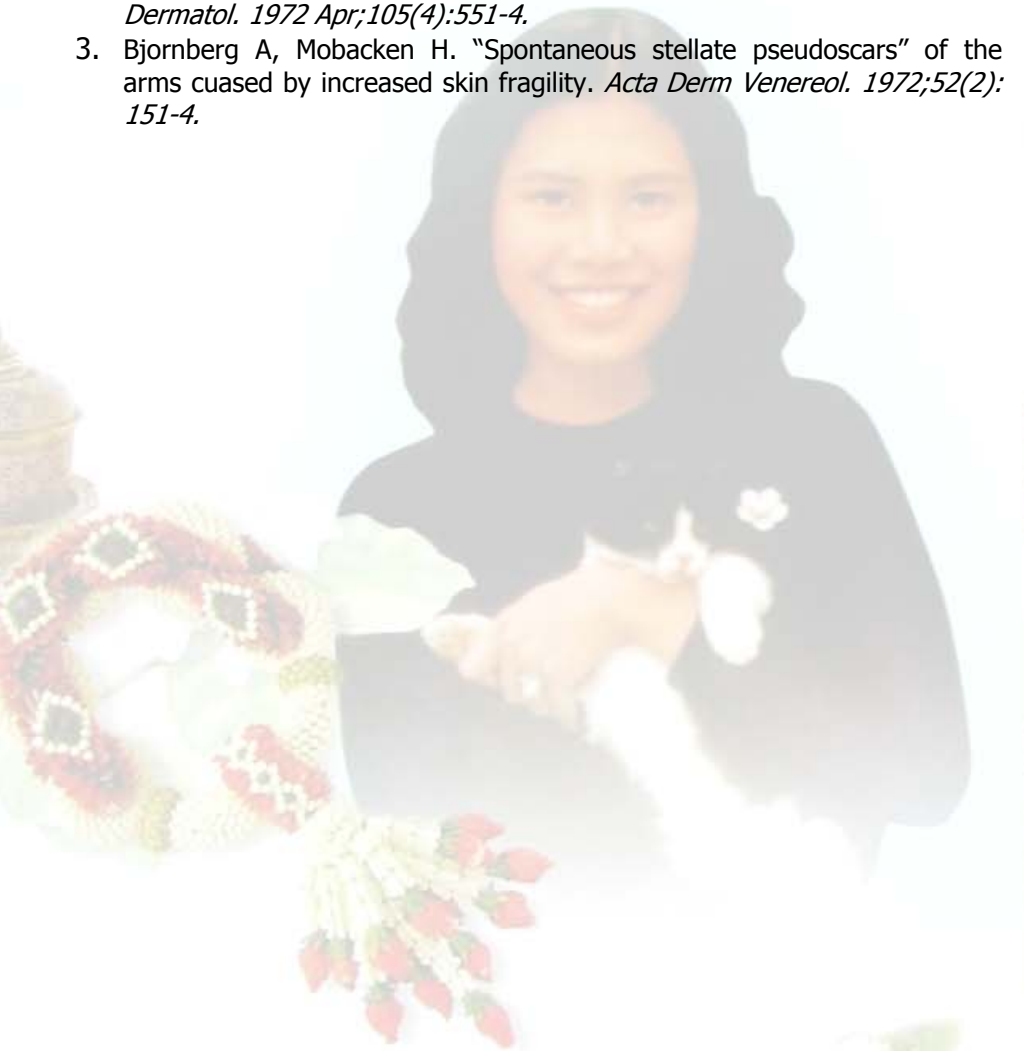 Dermatol. 1972 Apr;105(4):551-4.
3. Bjornberg A, Mobacken H. “Spontaneous stellate pseudoscars” of the
arms cuased by increased skin fragility. Acta Derm Venereol. 1972;52(2):
151-4.